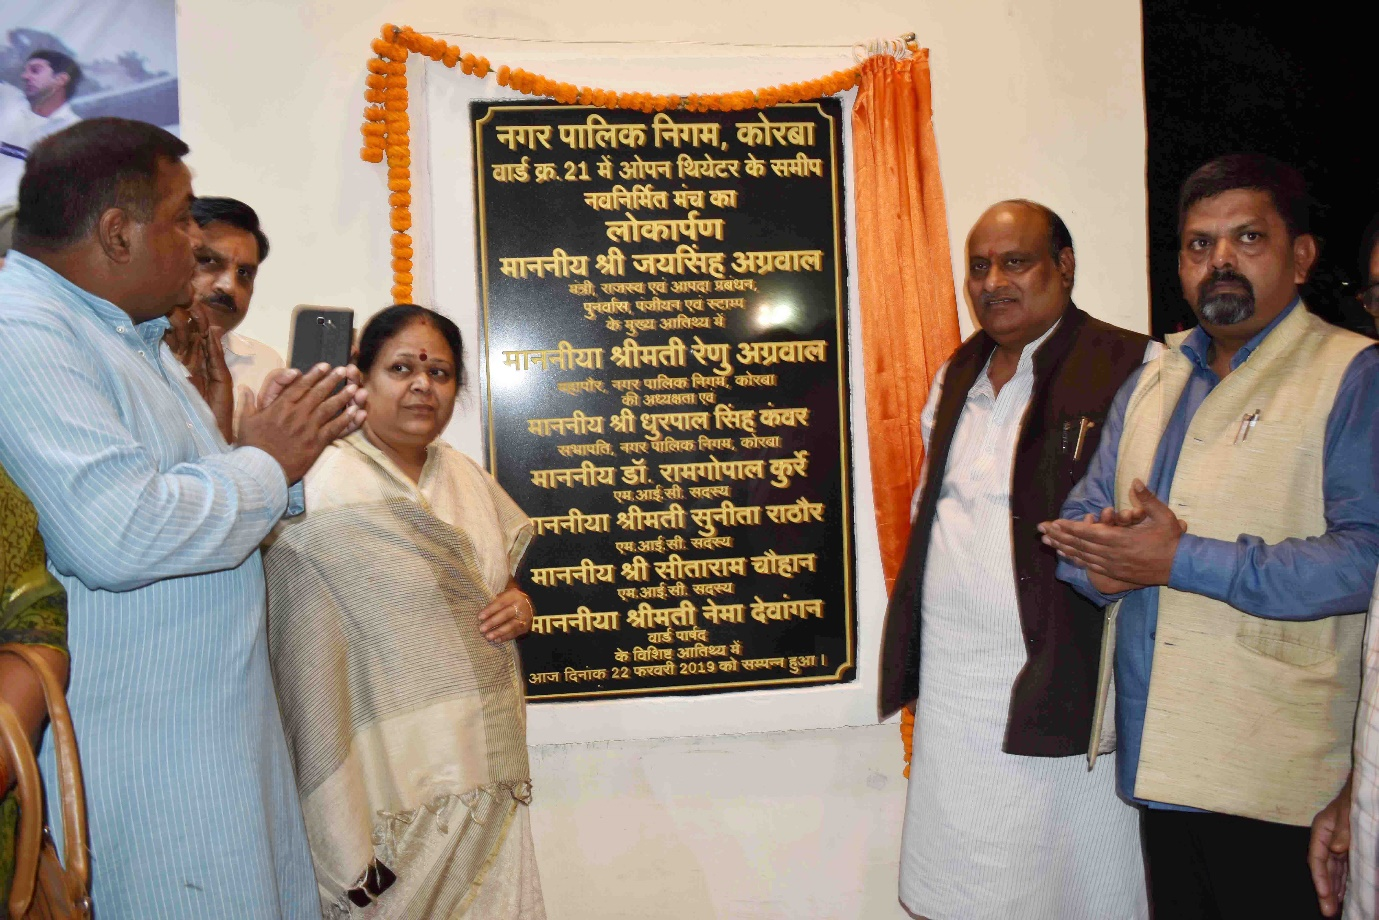 नगर पालिक निगम, कोरबा
वार्ड क्र. 21 में ओपन थियेटर के समीप
नवनिर्मित मंच का
लोकार्पण
माननीय श्री जयसिंह अग्रवाल
मंत्री, राजस्व एवं आपदा प्रबंधन,
पुनर्वास, पंजीयन एवं स्टाम्प
के मुख्य आतिथ्य में
माननीया श्रीमती रेणु अग्रवाल
महापौर, नगर पालिक निगम, कोरबा
की अध्यक्षता एवं
माननीय श्री धुरपाल सिंह कंवर
सभापति, नगर पालिक निगम, कोरबा
माननीय डॉ. रामगोपाल कुर्रे
एम.आई.सी. सदस्य
माननीया श्रीमती सुनीता राठौर
एम.आई.सी. सदस्य
माननीय श्री सीताराम चौहान
एम.आई.सी. सदस्य
माननीया श्रीमती नेमा देवांगन
वार्ड पार्षद
के विशिष्ट आतिथ्य में
आज दिनांक 22 फरवरी 2019 को सम्पन्न हुआ।